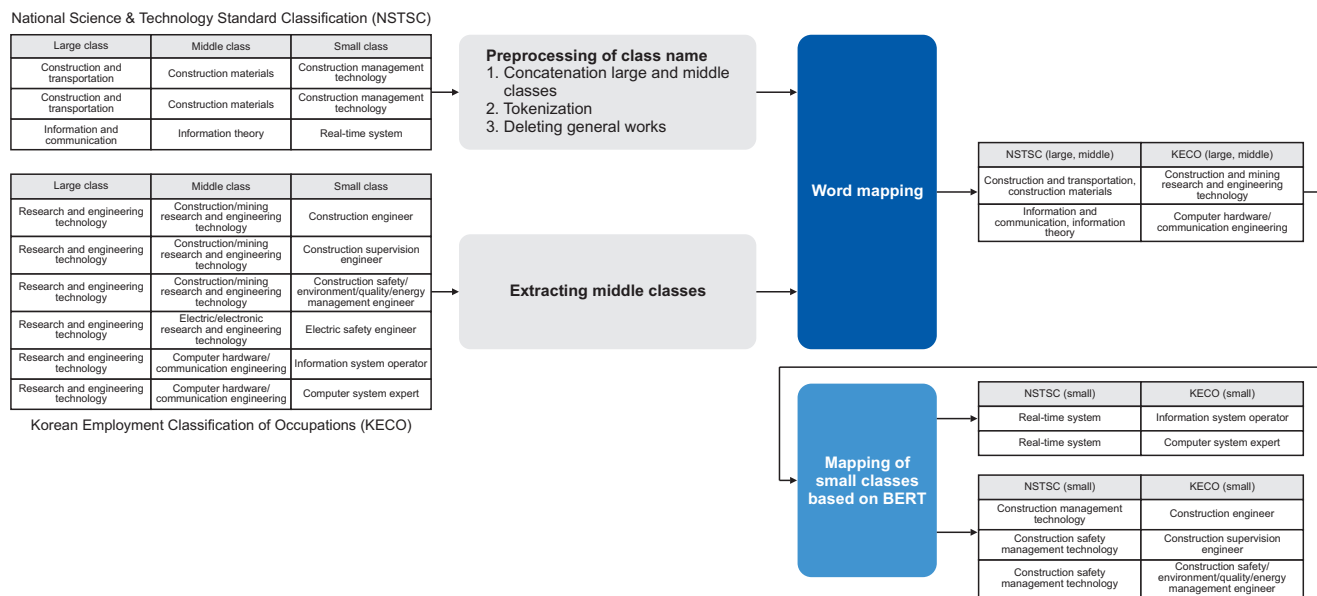 National Science & Technology Standard Classification (NSTSC)
Large class Middle class Small class
Construction and
transportation
Construction materials
Construction management
technology
Construction and
transportation
Construction materials
Construction management
technology
Information and
communication
Information theory
Real-time system
Large class Middle class Small class
Research and engineering
technology
Construction/mining
research and engineering
technology
Construction engineer
Research and engineering
technology
Construction/mining
research and engineering
technology
Construction supervision
engineer
Research and engineering
technology
Construction/mining
research and engineering
technology
Construction safety/
environment/quality/energy
management engineer
Research and engineering
technology
Electric/electronic
research and engineering
technology
Electric safety engineer
Research and engineering
technology
Computer hardware/
communication engineering
Information system operator
Research and engineering
technology
Computer hardware/
communication engineering
Computer system expert
Korean Employment Classification of Occupations (KECO)
Preprocessing of class name
1. Concatenation large and middle
classes
2. Tokenization
3. Deleting general works
Extracting middle classes
Word mapping
NSTSC (large, middle) KECO (large, middle)
Construction and transportation,
construction materials
Construction and mining
research and engineering
technology
Information and
communication, information
theory
Computer hardware/
communication engineering
Mapping of
small classes
based on BERT
NSTSC (small) KECO (small)
Real-time system Information system operator
Real-time system Computer system expert
NSTSC (small) KECO (small)
Construction management
technology
Construction engineer
Construction safety
management technology
Construction supervision
engineer
Construction safety
management technology
Construction safety/
environment/quality/energy
management engineer